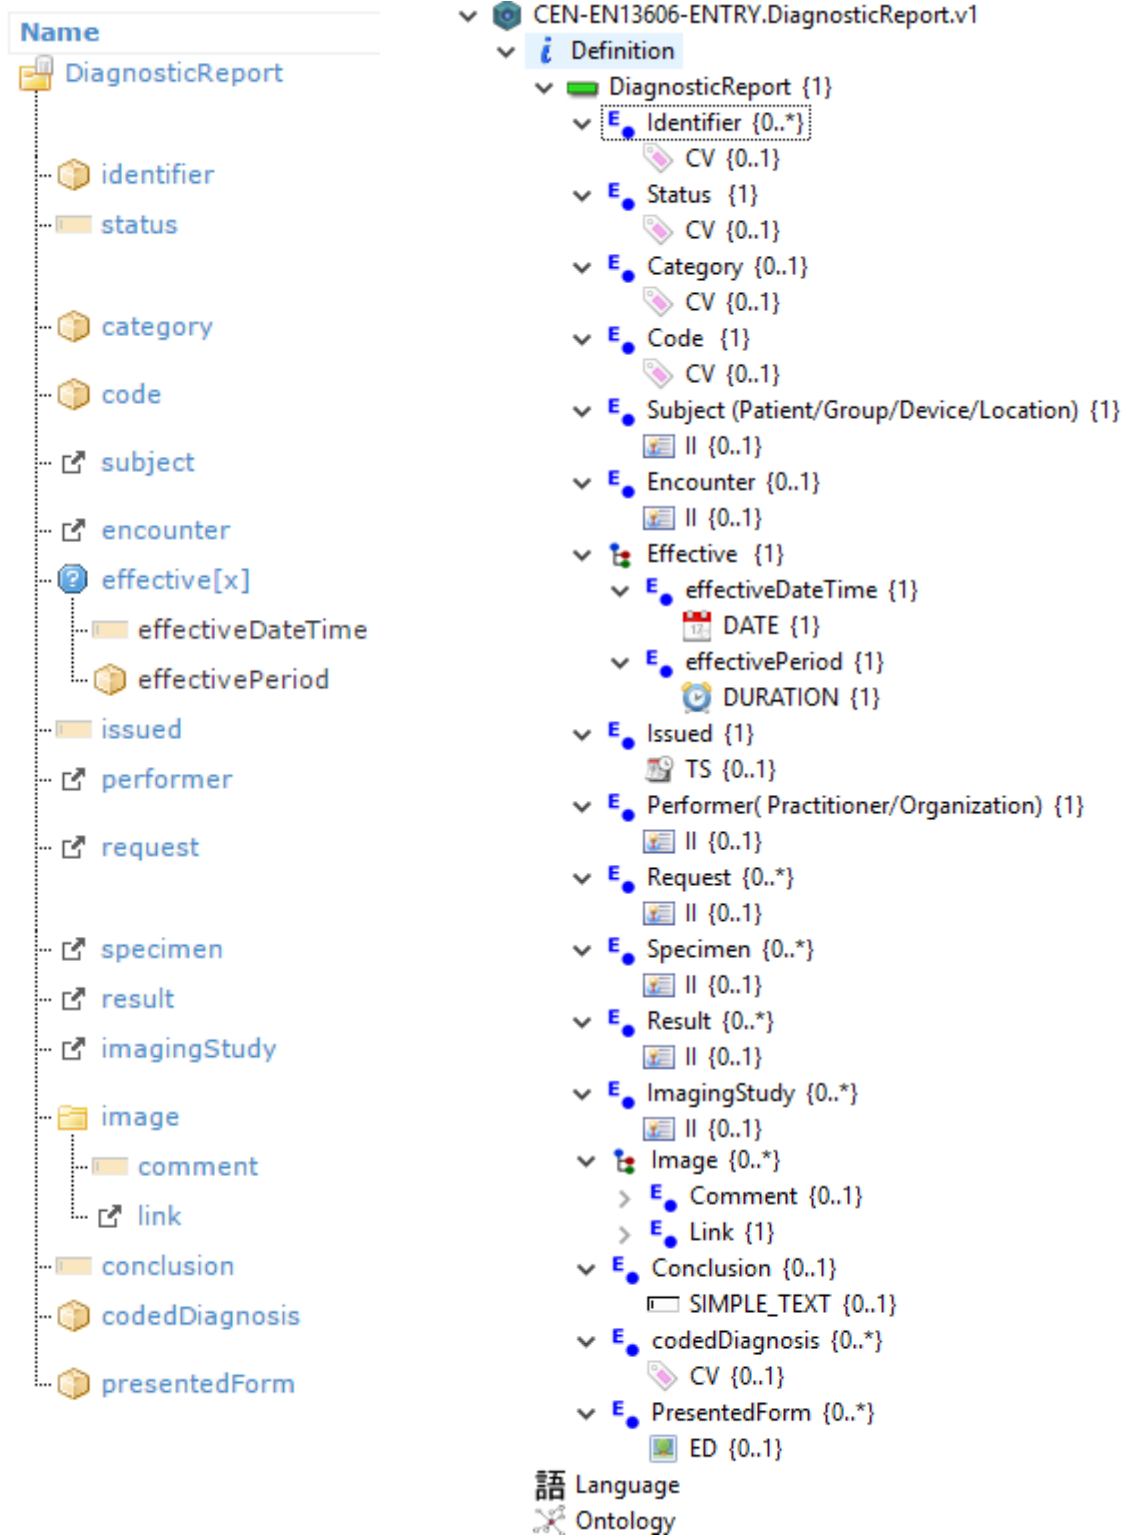 Name
DiagnosticReport
identifier
status
category
code
subject
encounter
effective[x]
effectiveDateTime
effectivePeriod
issued
performer
request
specimen
result
imagingStudy
image
comment
link
conclusion
codedDiagnosis
presentedForm
CEN-EN13606-ENTRY.DiagnosticReport.v1
Definition
DiagnosticReport {1}
Identifier {0..*}
CV {0..1}
Status {1}
CV {0..1}
Category {0..1}
CV {0..1}
Code {1}
CV {0..1}
Subject (Patient/Group/Device/Location) {1}
II {0..1}
Encounter {0..1}
II {0..1}
Effective {1}
effectiveDateTime {1}
DATE {1}
effectivePeriod {1}
DURATION {1}
Issued {1}
TS {0..1}
Performer( Practitioner/Organization) {1}
II {0..1}
Request {0..*}
II {0..1}
Specimen {0..*}
II {0..1}
Result {0..*}
II {0..1}
ImagingStudy {0..*}
II {0..1}
Image {0..*}
Comment {0..1}
Link {1}
Conclusion {0..1}
SIMPLE_TEXT {0..1}
codedDiagnosis {0..*}
CV {0..1}
PresentedForm {0..*}
ED {0..1}
語 Language
Ontology